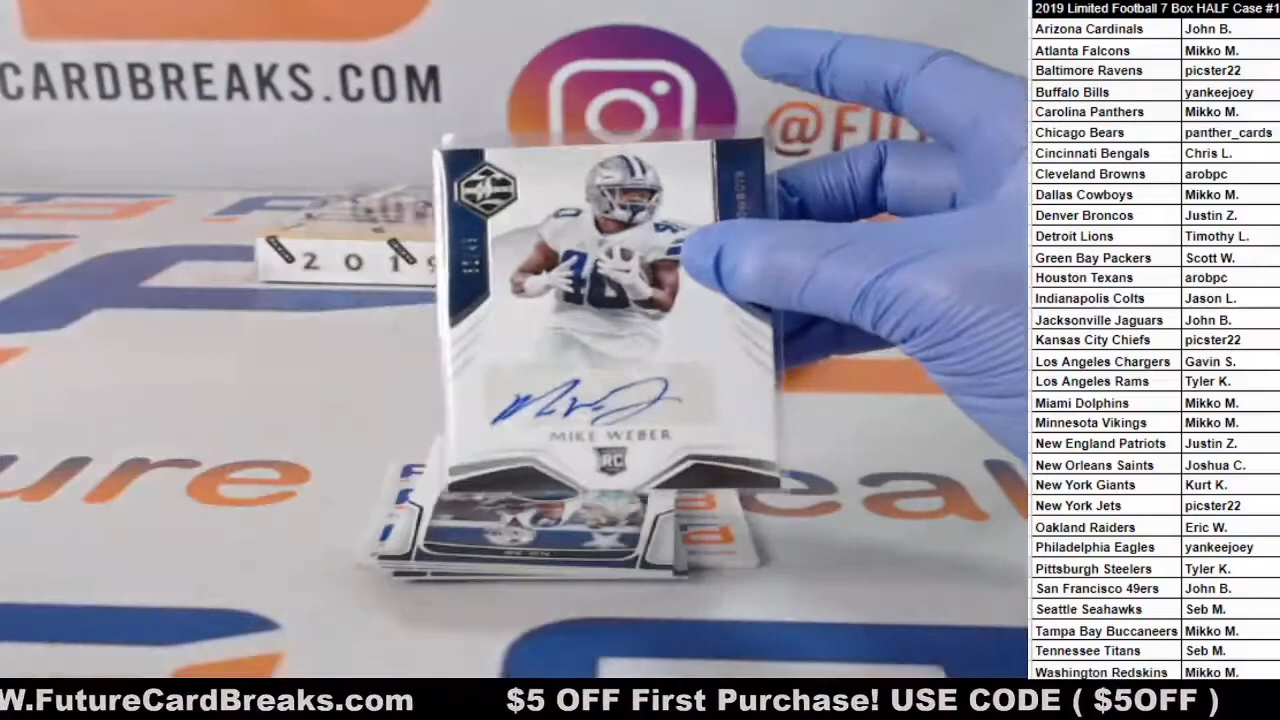 2019 Limited Football 7 Box HALF Case #1
Arizona Cardinals John B.
Atlanta Falcons Mikko M.
Baltimore Ravens picster22
Buffalo Bills yankeejoey
Carolina Panthers Mikko M.
Chicago Bears panther_cards
Cincinnati Bengals Chris L.
Cleveland Browns arobpc
Dallas Cowboys Mikko M.
Denver Broncos Justin Z.
Detroit Lions Timothy L.
Green Bay Packers Scott W.
Houston Texans arobpc
Indianapolis Colts Jason L.
Jacksonville Jaguars John B.
Kansas City Chiefs picster22
Los Angeles Chargers Gavin S.
Los Angeles Rams Tyler K.
Miami Dolphins Mikko M.
Minnesota Vikings Mikko M.
New England Patriots Justin Z.
New Orleans Saints Joshua C.
New York Giants Kurt K.
New York Jets picster22
Oakland Raiders Eric W.
Philadelphia Eagles yankeejoey
Pittsburgh Steelers Tyler K.
San Francisco 49ers John B.
Seattle Seahawks Seb M.
Tampa Bay Buccaneers Mikko M.
Tennessee Titans Seb M.
Washington Redskins Mikko M.
CARDBREAKS.COM
@FU
2019
40
MIKE WEBER
RC
ure
eak
W.FutureCardBreaks.com
$5 OFF First Purchase! USE CODE ( $5OFF )